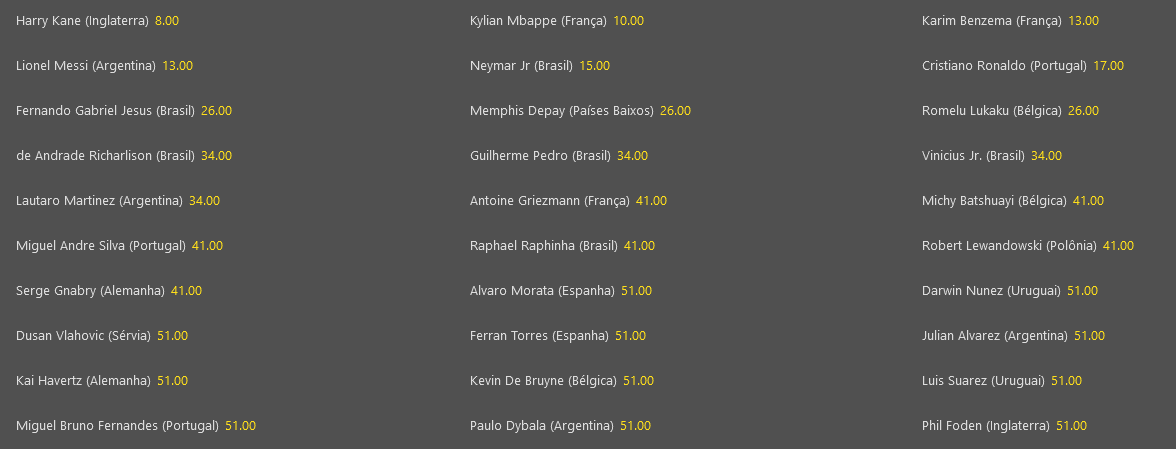 Harry Kane (Inglaterra) 8.00 Kylian Mbappe (França) 10.00 Karim Benzema (França) 13.00
Lionel Messi (Argentina) 13.00 Neymar Jr (Brasil) 15.00 Cristiano Ronaldo (Portugal) 17.00
Fernando Gabriel Jesus (Brasil) 26.00 Memphis Depay (Países Baixos) 26.00 Romelu Lukaku (Bélgica) 26.00
de Andrade Richarlison (Brasil) 34.00 Guilherme Pedro (Brasil) 34.00 Vinicius Jr. (Brasil) 34.00
Lautaro Martinez (Argentina) 34.00 Antoine Griezmann (França) 41.00 Michy Batshuayi (Bélgica) 41.00
Miguel Andre Silva (Portugal) 41.00 Raphael Raphinha (Brasil) 41.00 Robert Lewandowski (Polônia) 41.00
Serge Gnabry (Alemanha) 41.00 Alvaro Morata (Espanha) 51.00 Darwin Nunez (Uruguai) 51.00
Dusan Vlahovic (Sérvia) 51.00 Ferran Torres (Espanha) 51.00 Julian Alvarez (Argentina) 51.00
Kai Havertz (Alemanha) 51.00 Kevin De Bruyne (Bélgica) 51.00 Luis Suarez (Uruguai) 51.00
Miguel Bruno Fernandes (Portugal) 51.00 Paulo Dybala (Argentina) 51.00 Phil Foden (Inglaterra) 51.00